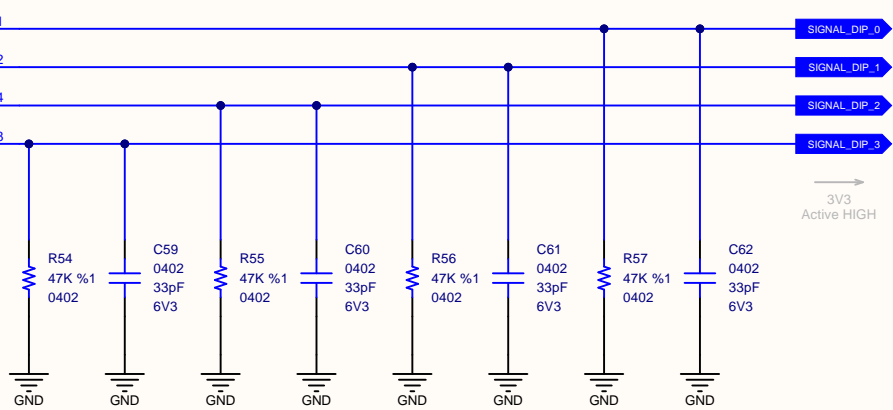 1
SIGNAL_DIP_0
2
SIGNAL_DIP_1
4
SIGNAL_DIP_2
3
SIGNAL_DIP_3
3V3
Active HIGH
R54
47K %1
0402
C59
0402
33pF
6V3
R55
47K %1
0402
C60
0402
33pF
6V3
R56
47K %1
0402
C61
0402
33pF
6V3
R57
47K %1
0402
C62
0402
33pF
6V3
GND
GND
GND
GND
GND
GND
GND
GND